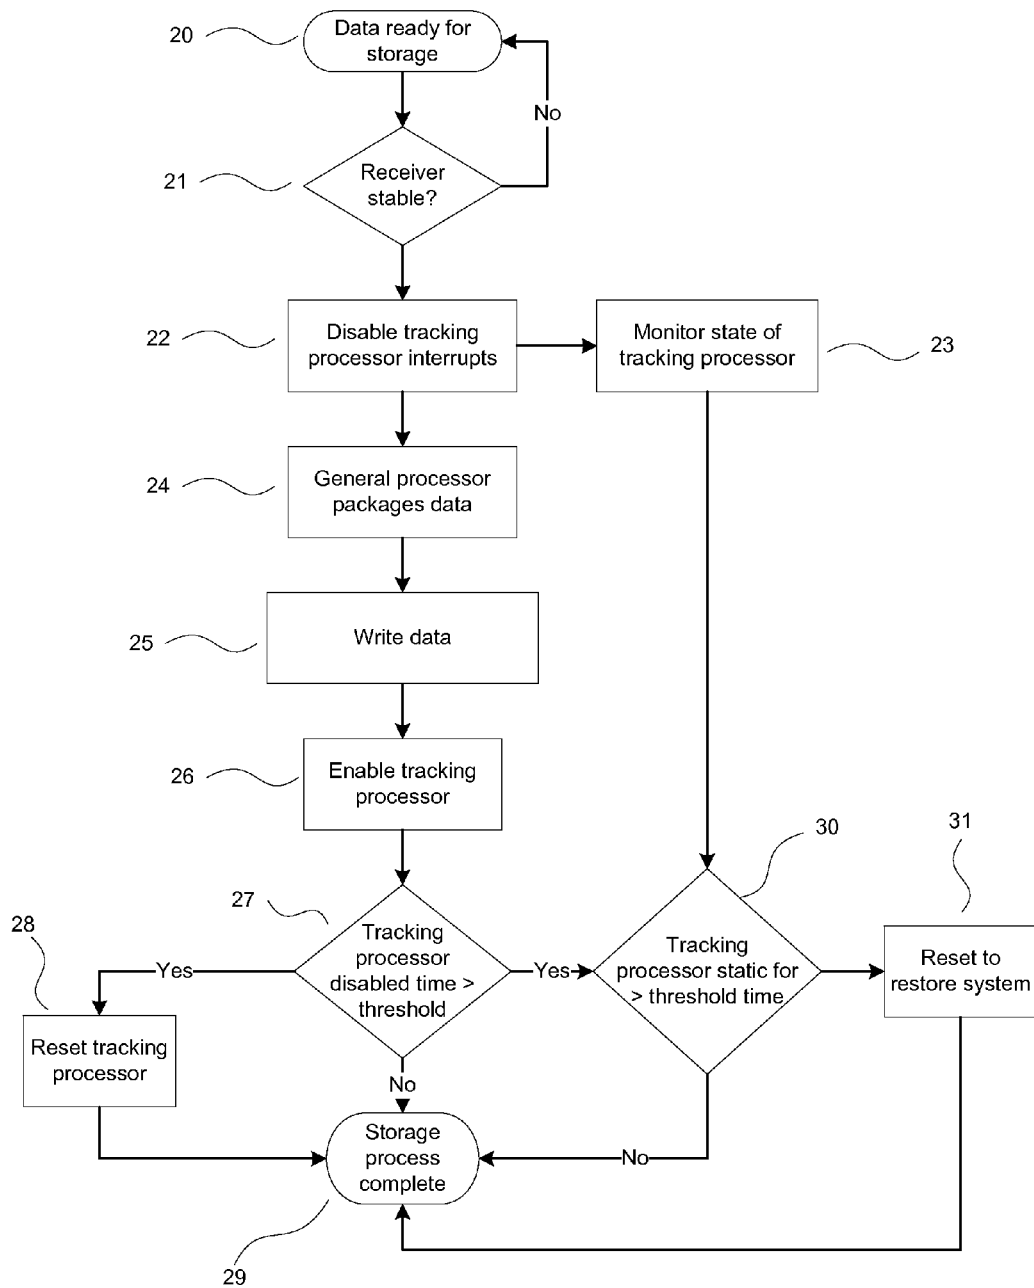 20
Data ready for
storage
No
21
Receiver
stable?
22
Disable tracking
processor interrupts
Monitor state of
tracking processor
23
24
General processor
packages data
25
Write data
26
Enable tracking
processor
30
31
27
28
Tracking
processor
disabled time >
threshold
Yes
Yes
Tracking
processor static for
> threshold time
Reset to
restore system
Reset tracking
processor
No
Storage
process
complete
No
29